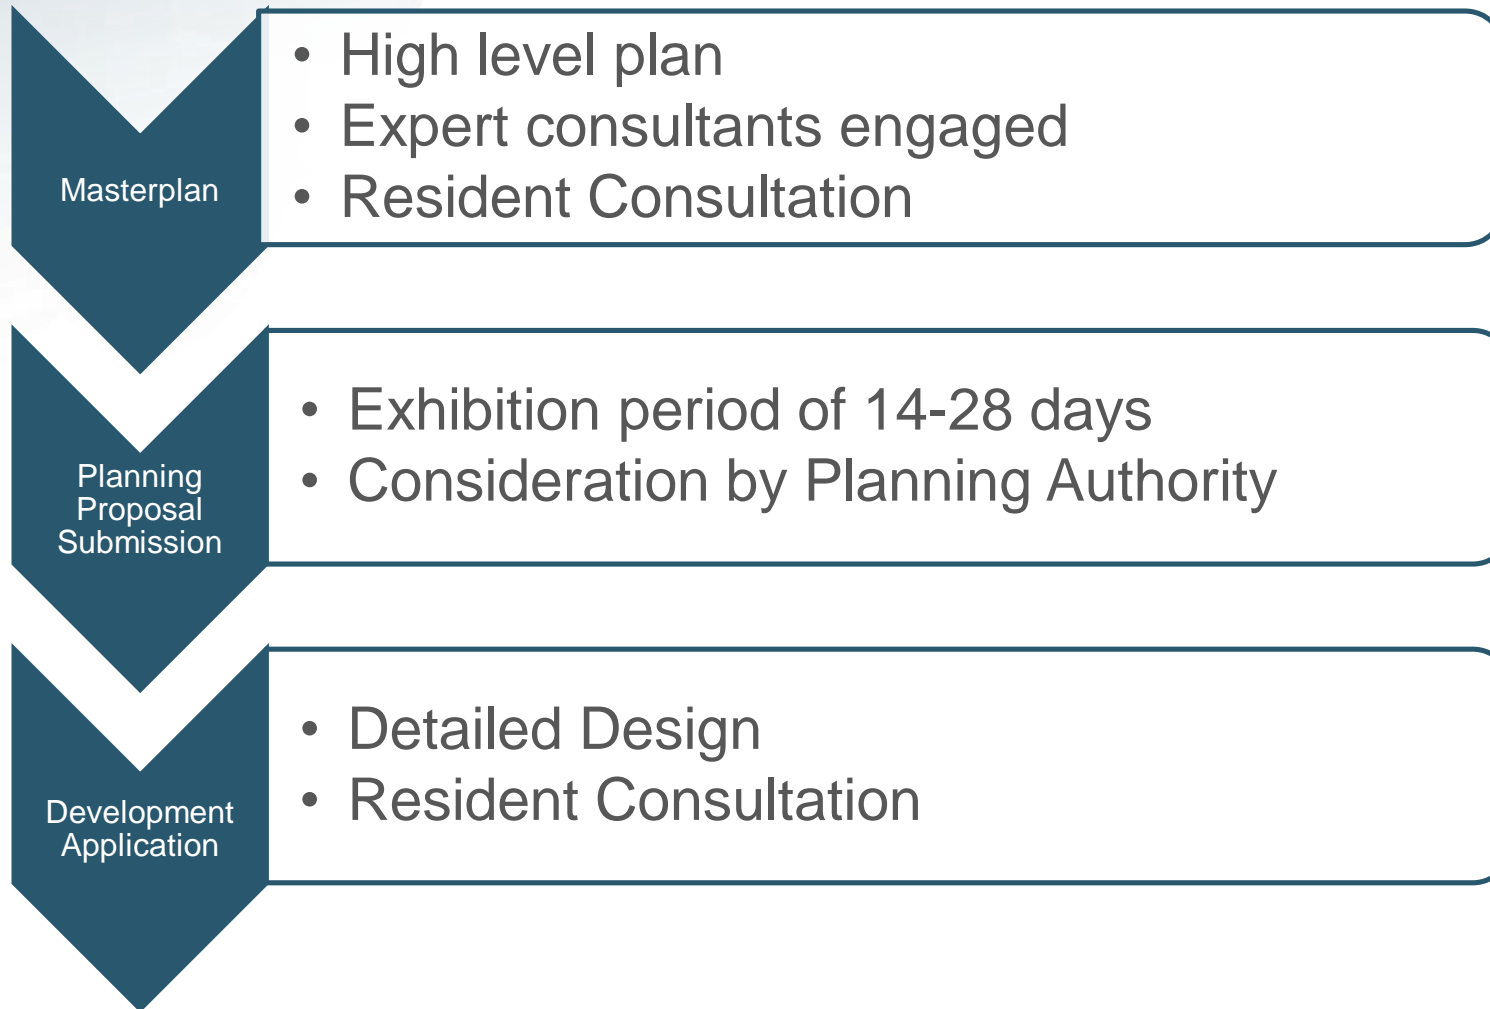 Masterplan
• High level plan
• Expert consultants engaged
• Resident Consultation
Planning
Proposal
Submission
• Exhibition period of 14-28 days
• Consideration by Planning Authority
Development
Application
• Detailed Design
• Resident Consultation